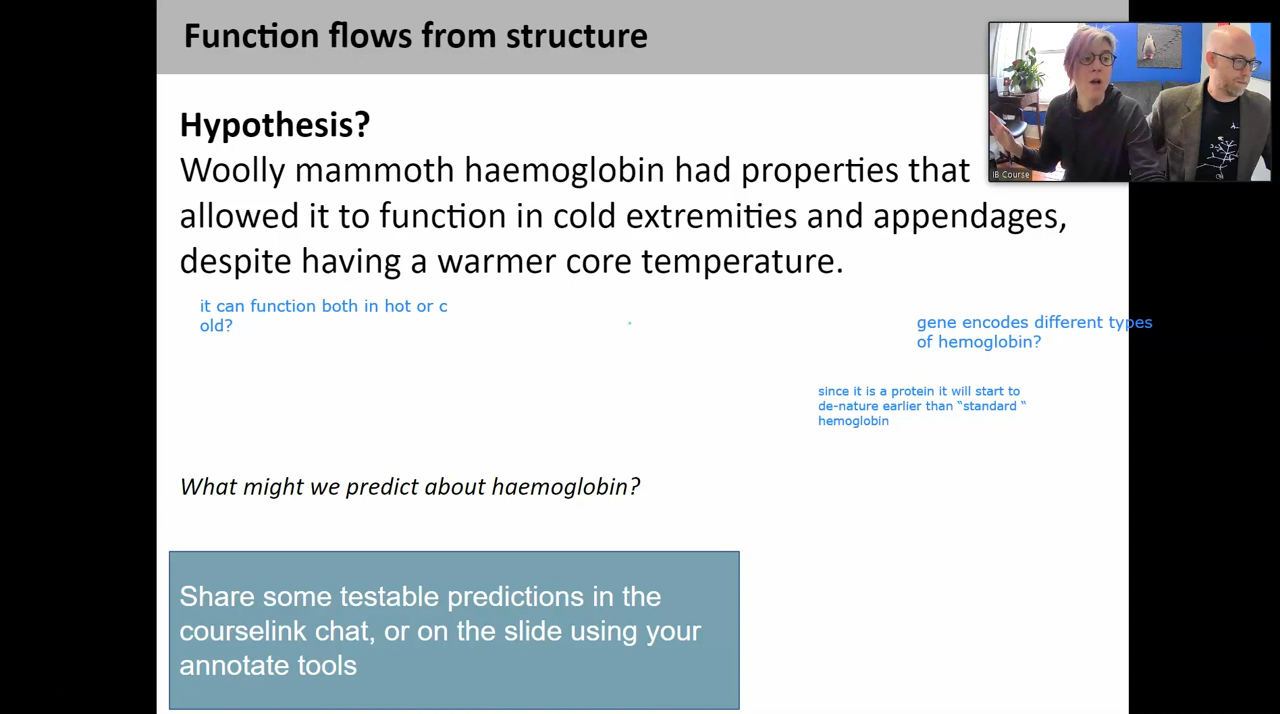 Function flows from structure
Hypothesis?
Woolly mammoth haemoglobin had properties that
allowed it to function in cold extremities and appendages,
despite having a warmer core temperature.
it can function both in hot or c
old?
gene encodes different types
of hemoglobin?
since it is a protein it will start to
de-nature earlier than “standard “
hemoglobin
What might we predict about haemoglobin?
Share some testable predictions in the
courselink chat, or on the slide using your
annotate tools
IB Course